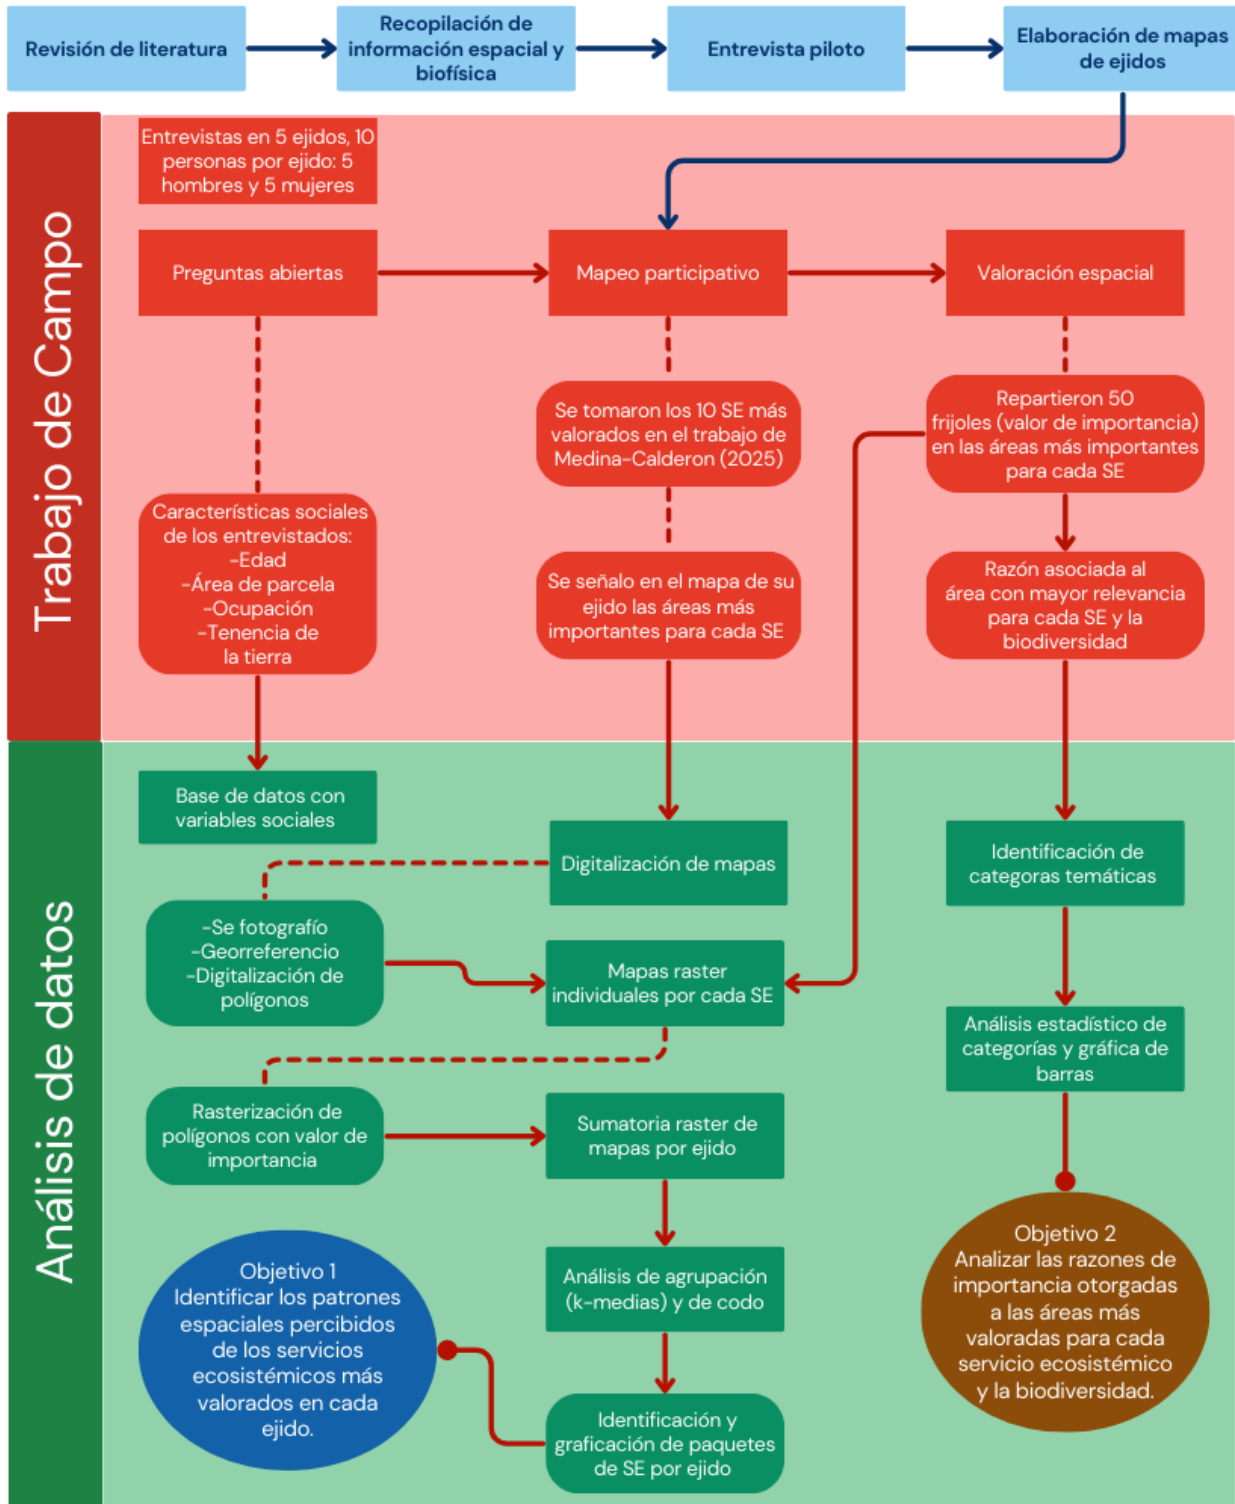 Revisión de literatura
Recopilación de
información espacial y
biofísica
Entrevista piloto
Elaboración de mapas
de ejidos
Trabajo de Campo
Entrevistas en 5 ejidos, 10
personas por ejido: 5
hombres y 5 mujeres
Preguntas abiertas
Mapeo participativo
Valoración espacial
Se tomaron los 10 SE más
valorados en el trabajo de
Medina-Calderon (2025)
Repartieron 50
frijoles (valor de importancia)
en las áreas más importantes
para cada SE
Características sociales
de los entrevistados:
-Edad
-Área de parcela
-Ocupación
-Tenencia de
la tierra
Se señalo en el mapa de su
ejido las áreas más
importantes para cada SE
Razón asociada al
área con mayor relevancia
para cada SE y la
biodiversidad
Análisis de datos
Base de datos con
variables sociales
Digitalización de mapas
Identificación de
categoras temáticas
-Se fotografío
-Georreferencio
-Digitalización de
polígonos
Mapas raster
individuales por cada SE
Análisis estadístico de
categorías y gráfica de
barras
Rasterización de
polígonos con valor de
importancia
Sumatoria raster de
mapas por ejido
Análisis de agrupación
(k-medias) y de codo
Identificación y
graficación de paquetes
de SE por ejido
Objetivo 1
Identificar los patrones
espaciales percibidos
de los servicios
ecosistémicos más
valorados en cada
ejido.
Objetivo 2
Analizar las razones de
importancia otorgadas
a las áreas más
valoradas para cada
servicio ecosistémico
y la biodiversidad.